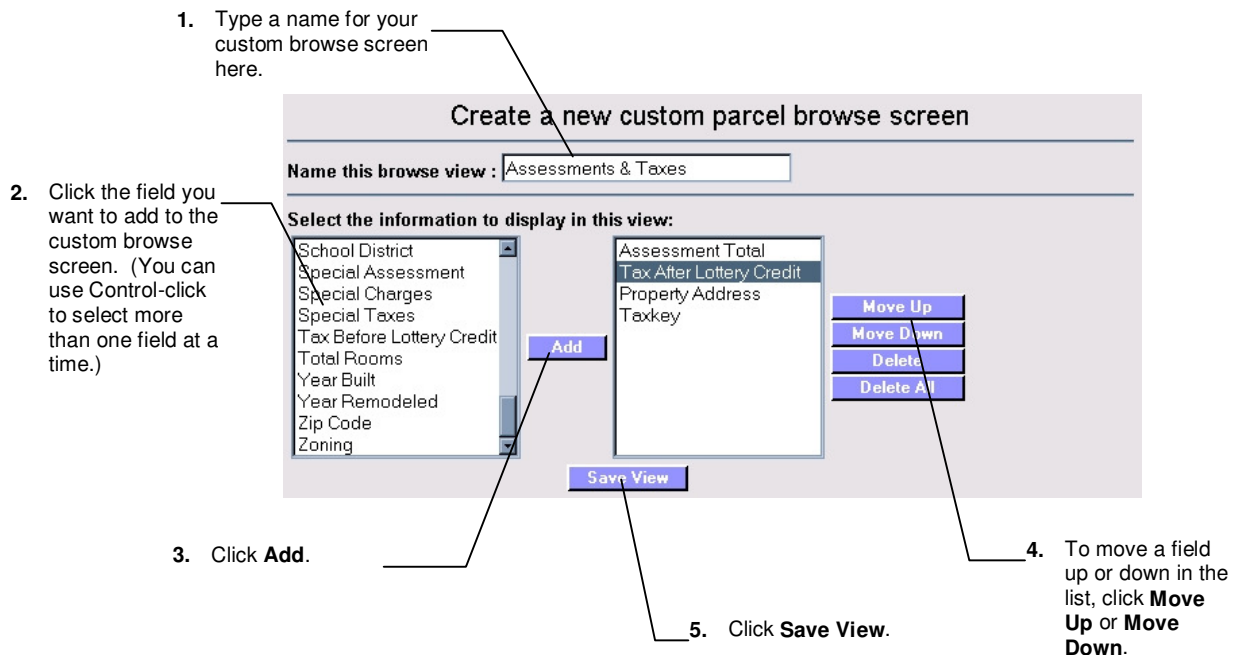 1. Type a name for your
custom browse screen
here.
Create a new custom parcel browse screen
Name this browse view : Assessments & Taxes
2. Click the field you
want to add to the
custom browse
screen. (You can
use Control-click
to select more
than one field at a
time.)
Select the information to display in this view:
School District
Special Assessment
Special Charges
Special Taxes
Tax Before Lottery Credit
Total Rooms
Year Built
Year Remodeled
Zip Code
Zoning
Add
Assessment Total
Tax After Lottery Credit
Property Address
Taxkey
Move Up
Move Down
Delete
Delete All
Save View
3. Click Add.
4. To move a field
up or down in the
list, click Move
Up or Move
Down.
5. Click Save View.